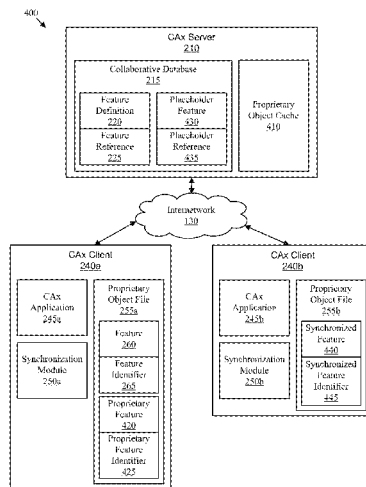 400
CAx Server
210
Collaborative Database
215
Feature
Definition
220
Feature
Reference
225
Placeholder
Feature
430
Placeholder
Reference
435
Proprietary
Object Cache
410
Internetwork
130
CAx Client
240a
CAx
Application
245a
Synchronization
Module
250a
Proprietary
Object File
255a
Feature
260
Feature
Identifier
265
Proprietary
Feature
420
Proprietary
Feature Identifier
425
CAx Client
240b
CAx
Application
245b
Synchronization
Module
250b
Proprietary
Object File
255b
Synchronized
Feature
440
Synchronized
Feature Identifier
445